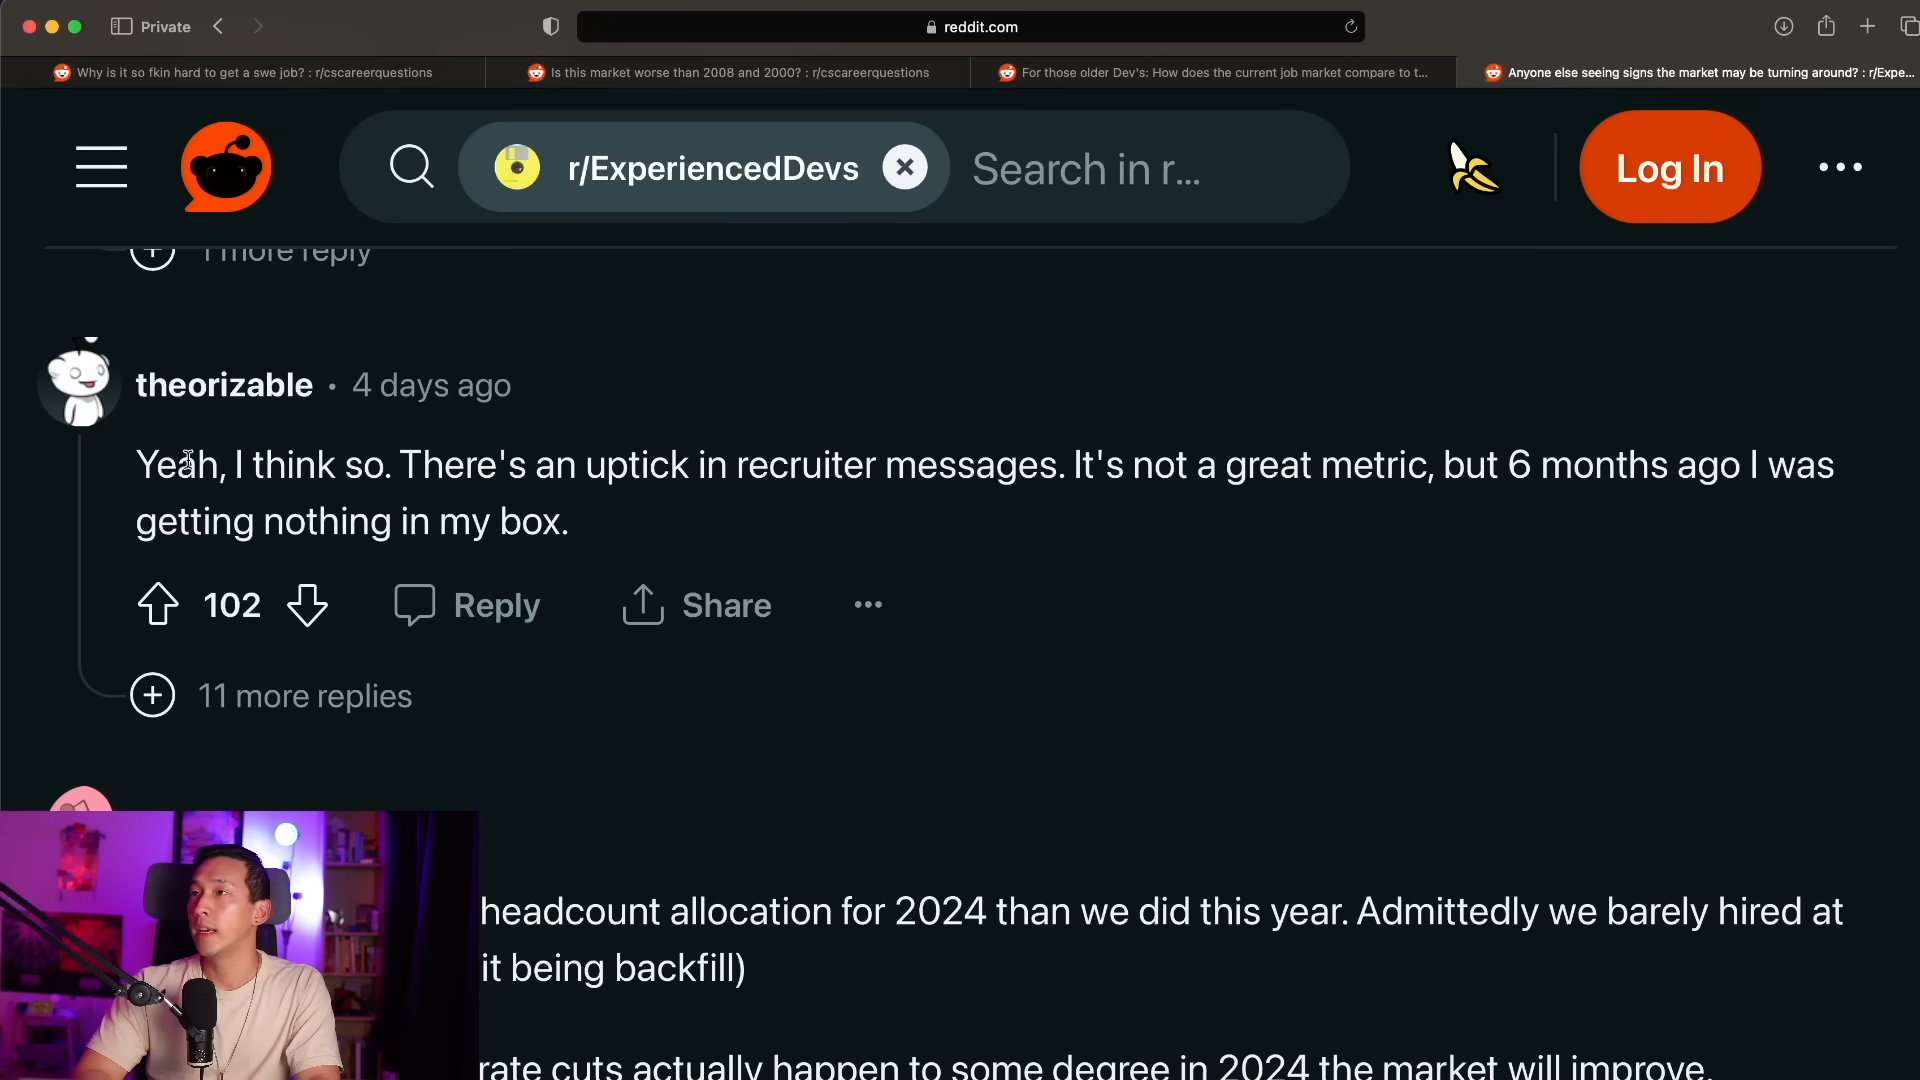 Private
reddit.com
Why is it so fkin hard to get a swe job? : r/cscareerquestions
Is this market worse than 2008 and 2000? : r/cscareerquestions
For those older Dev's: How does the current job market compare to t...
Anyone else seeing signs the market may be turning around? : r/Expe...
r/ExperiencedDevs
Search in r...
Log In
1 more reply
theorizable • 4 days ago
Yeah, I think so. There's an uptick in recruiter messages. It's not a great metric, but 6 months ago I was
getting nothing in my box.
102
Reply
Share
11 more replies
headcount allocation for 2024 than we did this year. Admittedly we barely hired at
it being backfill)
rate cuts actually happen to some degree in 2024 the market will improve.